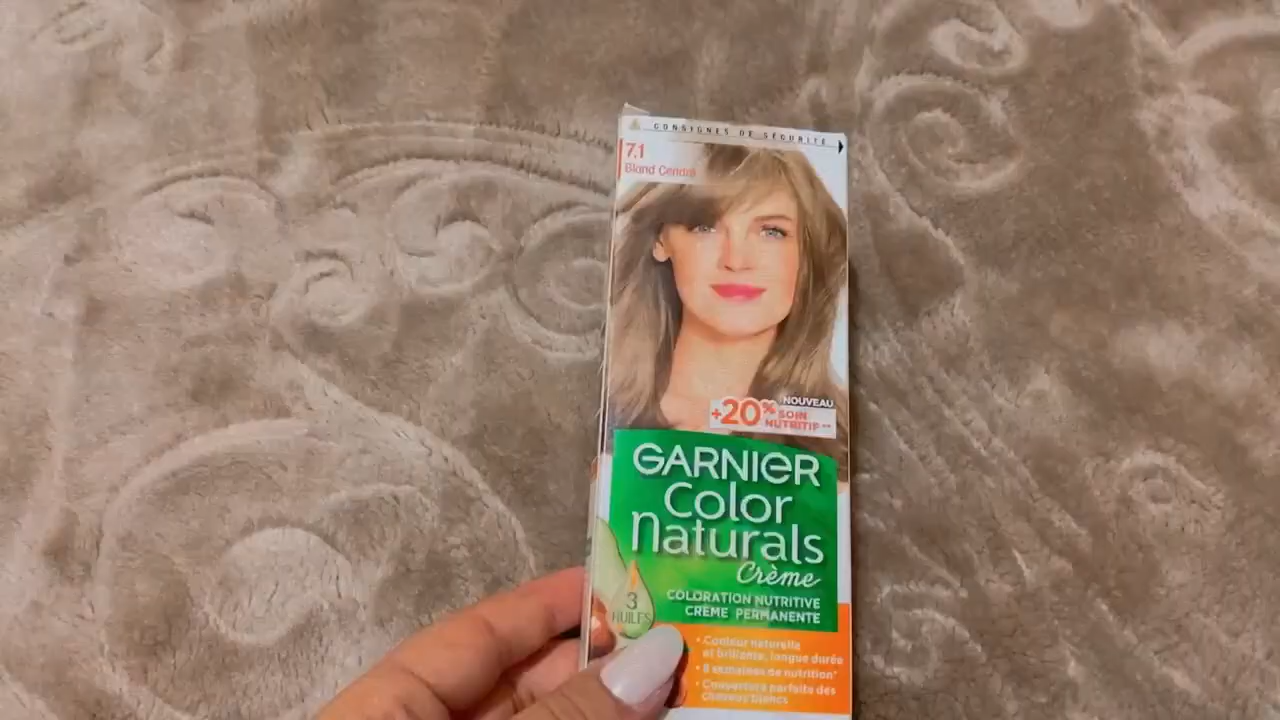 CONSIGNES DE SÉCURITÉ
7.1
Blond Cendré
NOUVEAU
+20% SOIN
NUTRITIF**
GARNIER
Color
Naturals
Crème
COLORATION NUTRITIVE
CRÈME PERMANENTE
3
HUILES
• Couleur naturelle
et brillante, longue durée
• 8 semaines de nutrition*
• Couverture parfaite des
cheveux blancs